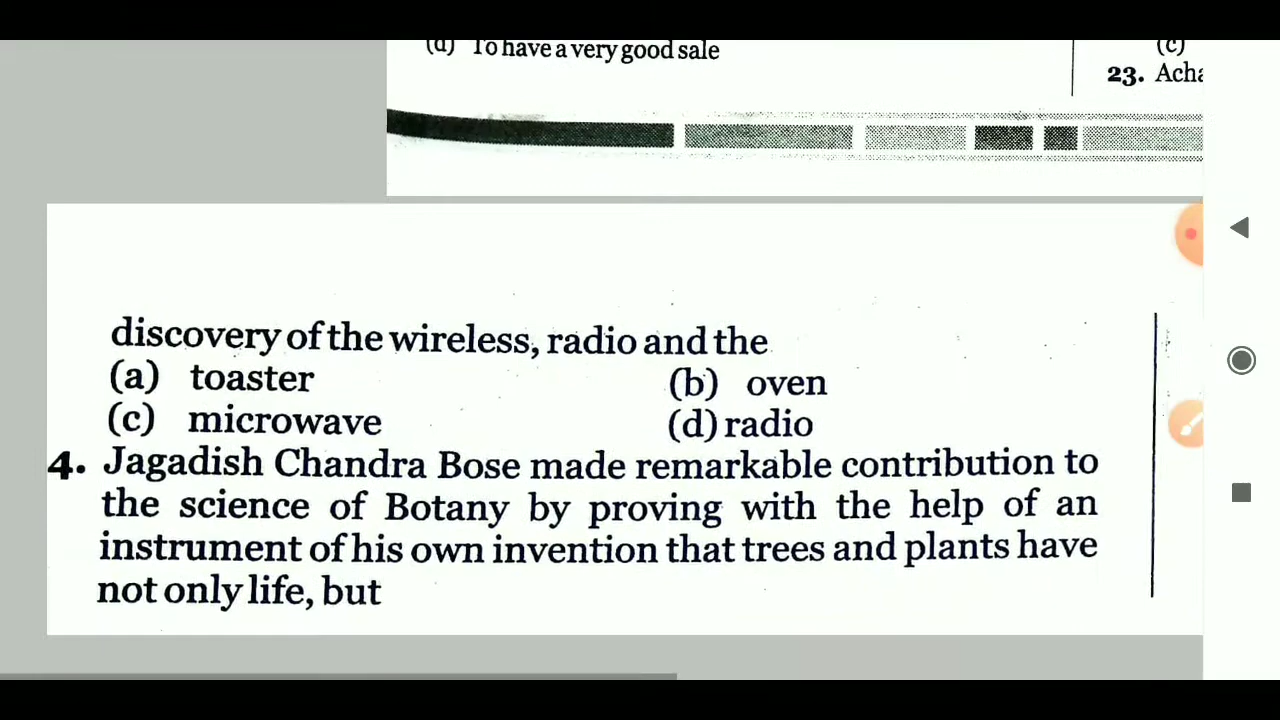 (d) To have a very good sale
(c)
23. Acha
discovery of the wireless, radio and the
(a) toaster (b) oven
(c) microwave (d) radio
4. Jagadish Chandra Bose made remarkable contribution to
the science of Botany by proving with the help of an
instrument of his own invention that trees and plants have
not only life, but